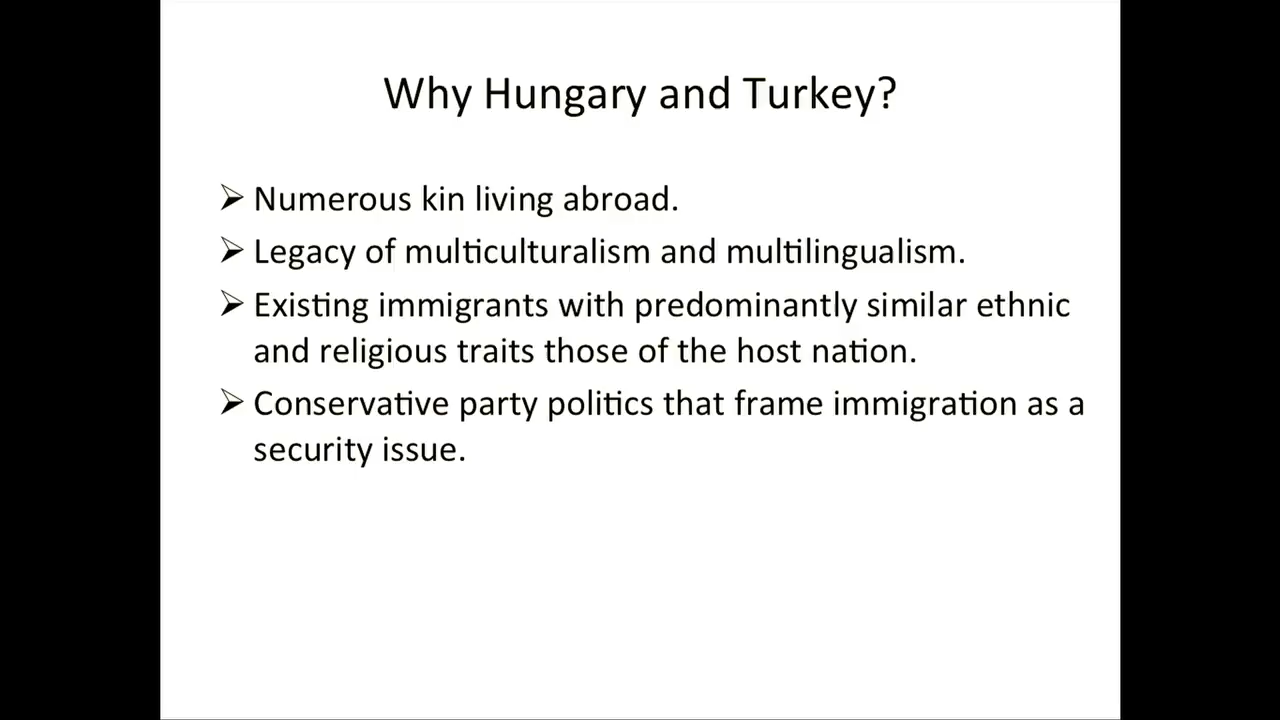 Why Hungary and Turkey?
➢ Numerous kin living abroad.
➢ Legacy of multiculturalism and multilingualism.
➢ Existing immigrants with predominantly similar ethnic
and religious traits those of the host nation.
➢ Conservative party politics that frame immigration as a
security issue.